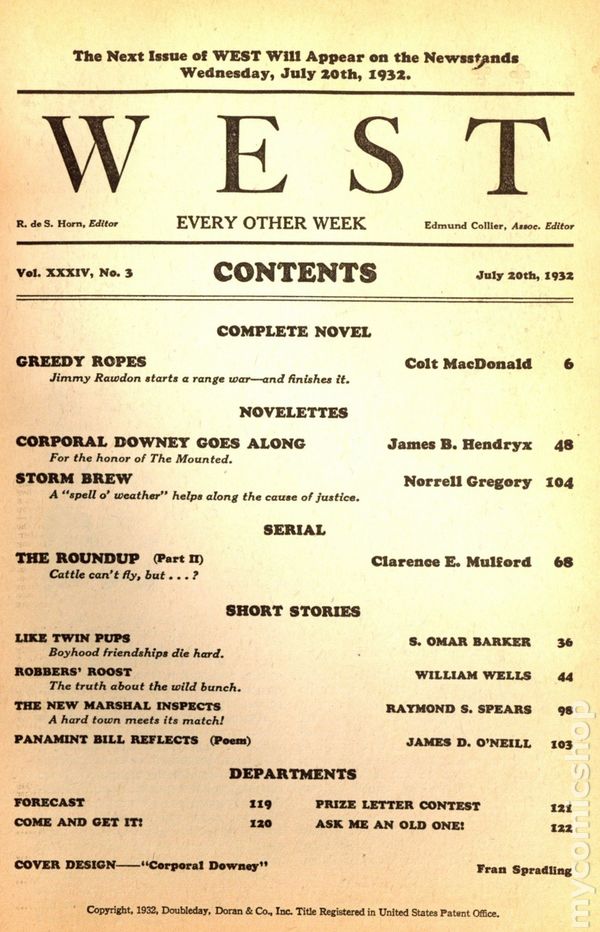 The Next Issue of WEST Will Appear on the Newsstands
Wednesday, July 20th, 1932.
WEST
R. de S. Horn, Editor EVERY OTHER WEEK Edmund Collier, Assoc. Editor
Vol. XXXIV, No. 3 CONTENTS July 20th, 1932
COMPLETE NOVEL
GREEDY ROPES Colt MacDonald 6
Jimmy Rawdon starts a range war—and finishes it.
NOVELETTES
CORPORAL DOWNEY GOES ALONG James B. Hendryx 48
For the honor of The Mounted.
STORM BREW Norrell Gregory 104
A "spell o' weather" helps along the cause of justice.
SERIAL
THE ROUNDUP (Part II) Clarence E. Mulford 68
Cattle can't fly, but . . . ?
SHORT STORIES
LIKE TWIN PUPS S. OMAR BARKER 36
Boyhood friendships die hard.
ROBBERS' ROOST WILLIAM WELLS 44
The truth about the wild bunch.
THE NEW MARSHAL INSPECTS RAYMOND S. SPEARS 98
A hard town meets its match!
PANAMINT BILL REFLECTS (Poem) JAMES D. O'NEILL 103
DEPARTMENTS
FORECAST 119 PRIZE LETTER CONTEST 121
COME AND GET IT! 120 ASK ME AN OLD ONE! 122
COVER DESIGN——"Corporal Downey" Fran Spradling
Copyright, 1932, Doubleday, Doran & Co., Inc. Title Registered in United States Patent Office.
mycomicshop